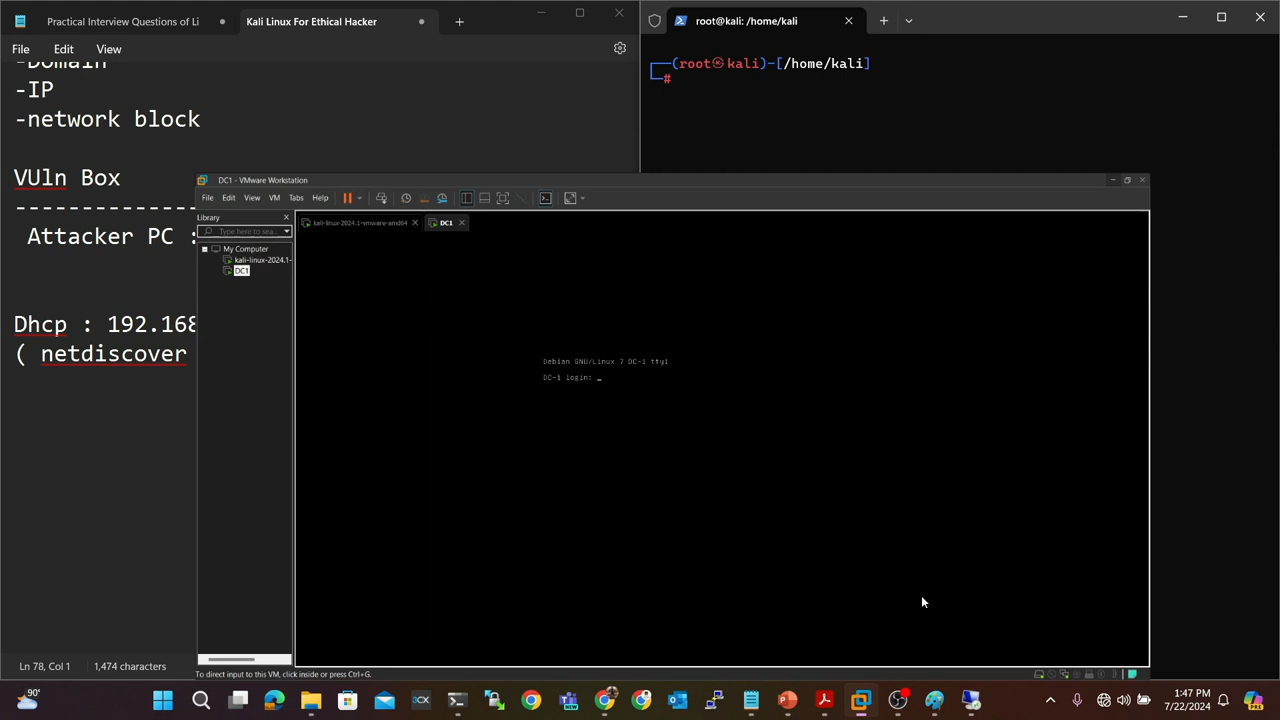 Practical Interview Questions of Li
Kali Linux For Ethical Hacker
File Edit View
-Domain
-IP
-network block
VUln Box
Attacker PC :
Dhcp : 192.168
( netdiscover
Ln 78, Col 1
1,474 characters
root@kali: /home/kali
┌──(root㉿kali)-[/home/kali]
└─#
DC1 - VMware Workstation
File Edit View VM Tabs Help
Library
Type here to sea...
My Computer
kali-linux-2024.1-
DC1
kali-linux-2024.1-vmware-amd64
DC1
Debian GNU/Linux 7 DC-1 tty1
DC-1 login: _
To direct input to this VM, click inside or press Ctrl+G.
90°
1:47 PM
7/22/2024